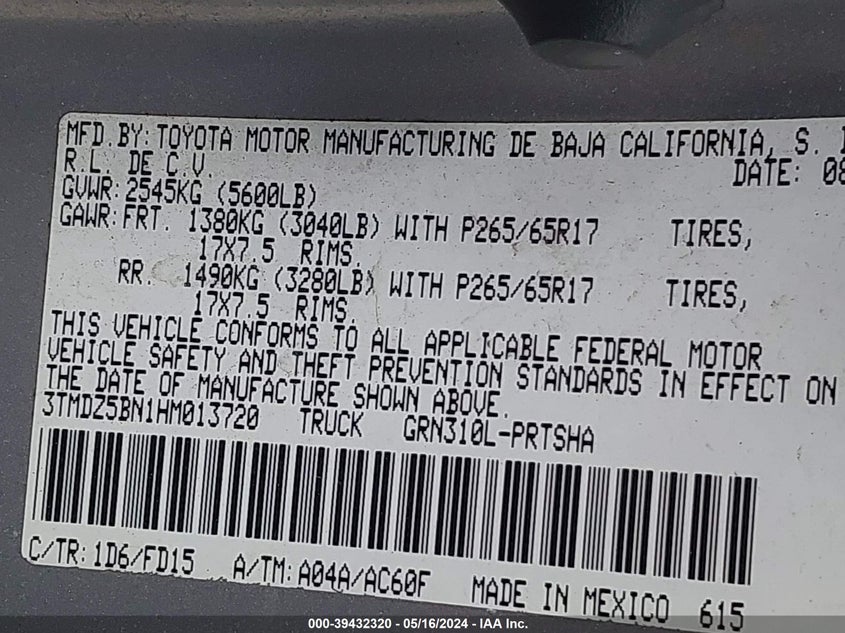 MFD. BY: TOYOTA MOTOR MANUFACTURING DE BAJA CALIFORNIA, S.
R.L. DE C.V. DATE: 08
GVWR: 2545KG (5600LB)
GAWR: FRT. 1380KG (3040LB) WITH P265/65R17 TIRES,
17X7.5 RIMS.
RR. 1490KG (3280LB) WITH P265/65R17 TIRES,
17X7.5 RIMS.
THIS VEHICLE CONFORMS TO ALL APPLICABLE FEDERAL MOTOR
VEHICLE SAFETY AND THEFT PREVENTION STANDARDS IN EFFECT ON
THE DATE OF MANUFACTURE SHOWN ABOVE.
3TMDZ5BN1HM013720 TRUCK GRN310L-PRTSHA
C/TR: 1D6/FD15 A/TM: A04A/AC60F MADE IN MEXICO 615
000-39432320 - 05/16/2024 - IAA Inc.